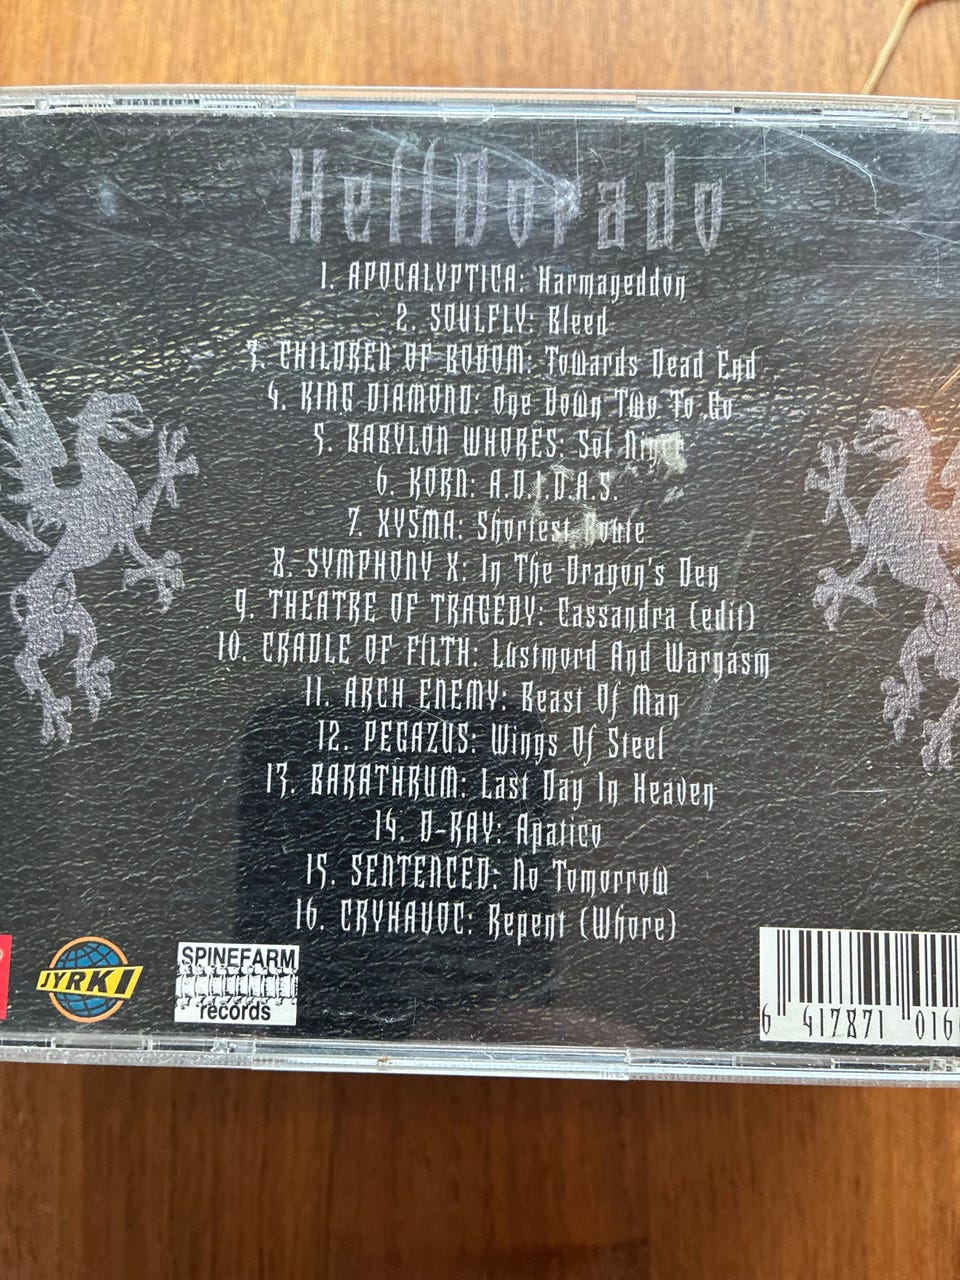 HellDorado
1. APOCALYPTICA: Harmageddon
2. SOULFLY: Bleed
3. CHILDREN OF BODOM: Towards Dead End
4. KING DIAMOND: One Down Two To Go
5. BABYLON WHORES: Sol Niger
6. KORN: A.D.I.D.A.S.
7. XYSMA: Shortest Route
8. SYMPHONY X: In The Dragon's Den
9. THEATRE OF TRAGEDY: Cassandra (edit)
10. CRADLE OF FILTH: Lustmord And Wargasm
11. ARCH ENEMY: Beast Of Man
12. PEGAZUS: Wings Of Steel
13. BARATHRUM: Last Day In Heaven
14. D-RAY: Apatico
15. SENTENCED: No Tomorrow
16. CRYHAVOC: Repent (Whore)
JYRKI
SPINEFARM
records
6 417871 016